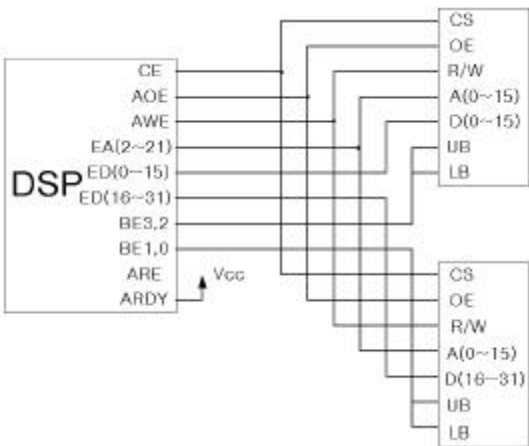 DSP
CE
AOE
AWE
EA(2~21)
ED(0~15)
ED(16~31)
BE3,2
BE1,0
ARE
ARDY
Vcc
CS
OE
R/W
A(0~15)
D(0~15)
UB
LB
CS
OE
R/W
A(0~15)
D(16~31)
UB
LB